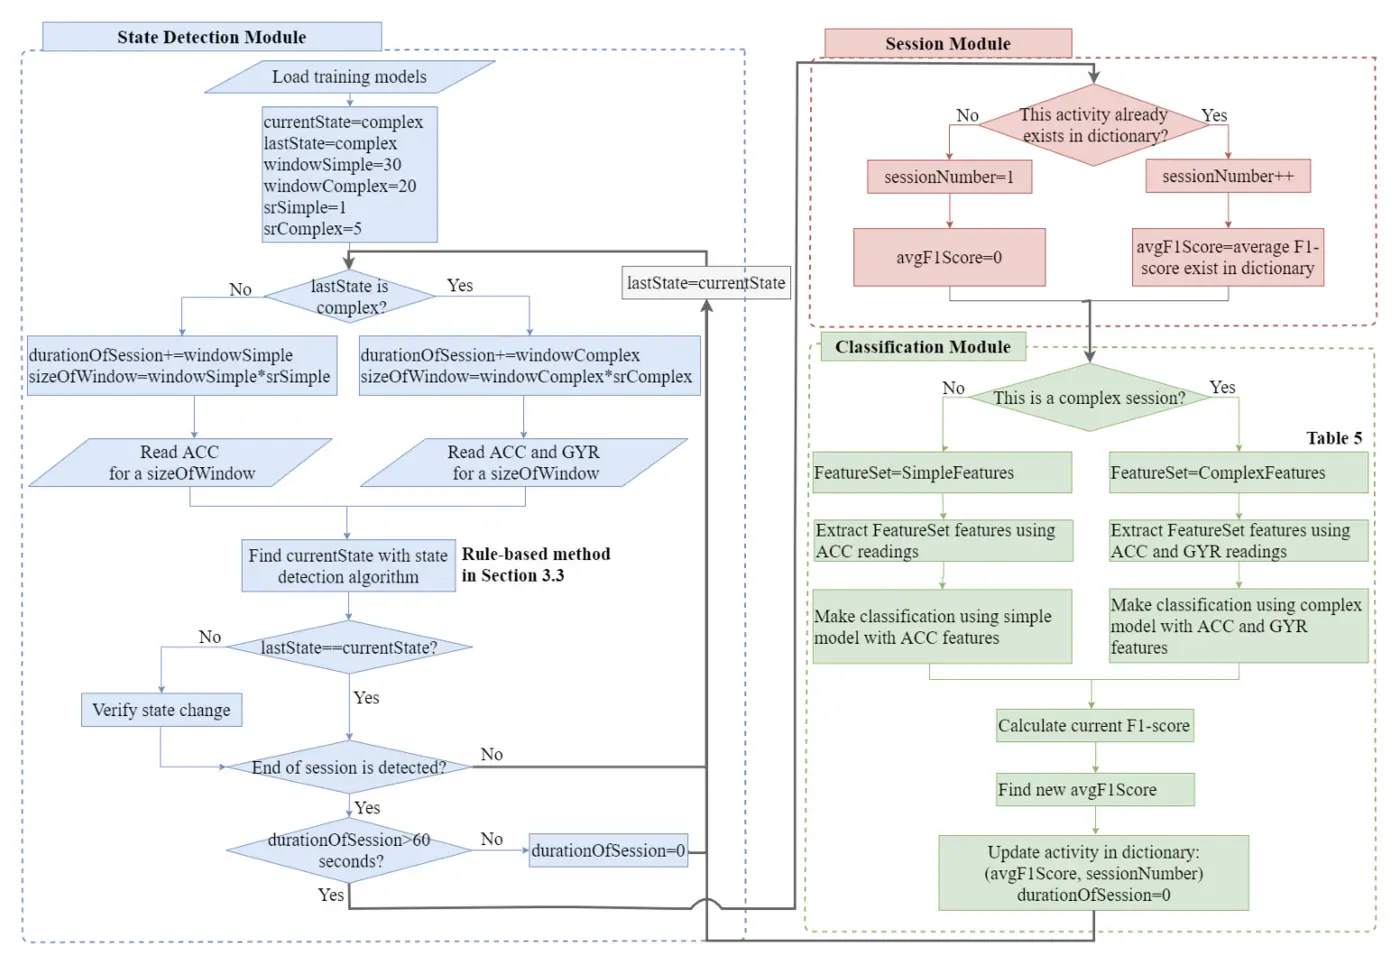 State Detection Module
Load training models
currentState=complex
lastState=complex
windowSimple=30
windowComplex=20
srSimple=1
srComplex=5
lastState=currentState
lastState is
complex?
No
Yes
durationOfSession+=windowSimple
sizeOfWindow=windowSimple*srSimple
durationOfSession+=windowComplex
sizeOfWindow=windowComplex*srComplex
Read ACC
for a sizeOfWindow
Read ACC and GYR
for a sizeOfWindow
Find currentState with state
detection algorithm
Rule-based method
in Section 3.3
lastState==currentState?
No
Yes
Verify state change
End of session is detected?
No
Yes
durationOfSession>60
seconds?
No
durationOfSession=0
Yes
Session Module
This activity already
exists in dictionary?
No
Yes
sessionNumber=1
sessionNumber++
avgF1Score=0
avgF1Score=average F1-
score exist in dictionary
Classification Module
This is a complex session?
No
Yes
Table 5
FeatureSet=SimpleFeatures
FeatureSet=ComplexFeatures
Extract FeatureSet features using
ACC readings
Extract FeatureSet features using
ACC and GYR readings
Make classification using simple
model with ACC features
Make classification using complex
model with ACC and GYR
features
Calculate current F1-score
Find new avgF1Score
Update activity in dictionary:
(avgF1Score, sessionNumber)
durationOfSession=0